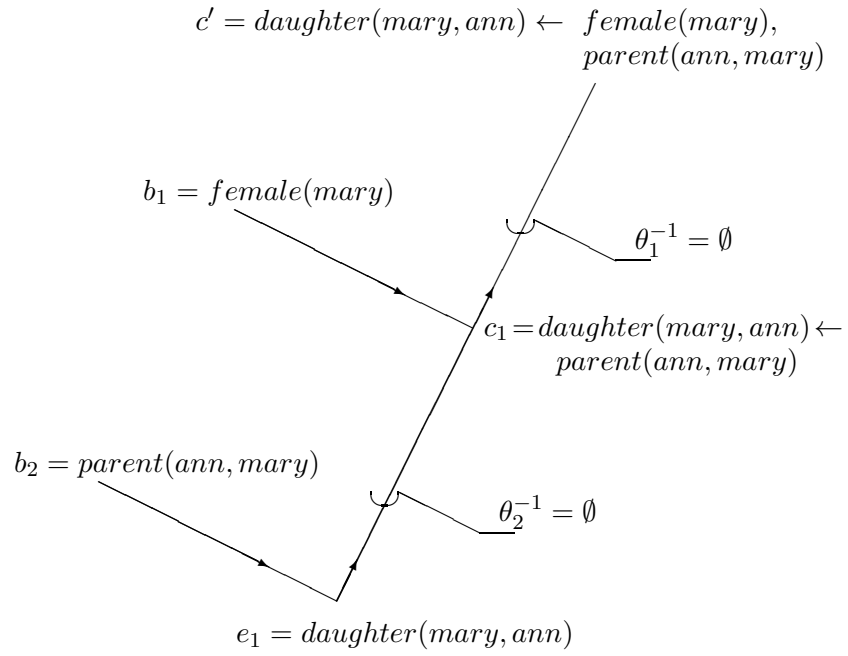 c′ = daughter(mary, ann) ← female(mary),
parent(ann, mary)
b₁ = female(mary)
θ₁⁻¹ = ∅
c₁ = daughter(mary, ann) ←
parent(ann, mary)
b₂ = parent(ann, mary)
θ₂⁻¹ = ∅
e₁ = daughter(mary, ann)